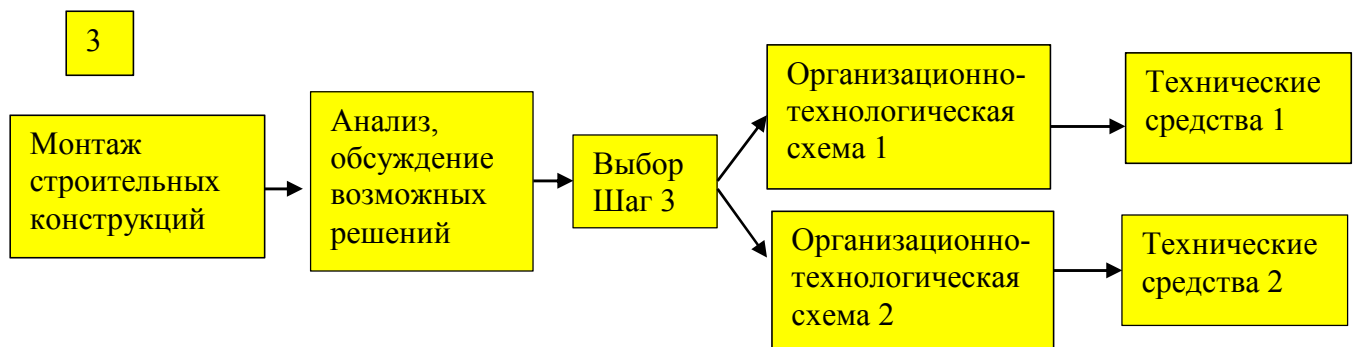 3
Монтаж
строительных
конструкций
Анализ,
обсуждение
возможных
решений
Выбор
Шаг 3
Организационно-
технологическая
схема 1
Технические
средства 1
Организационно-
технологическая
схема 2
Технические
средства 2